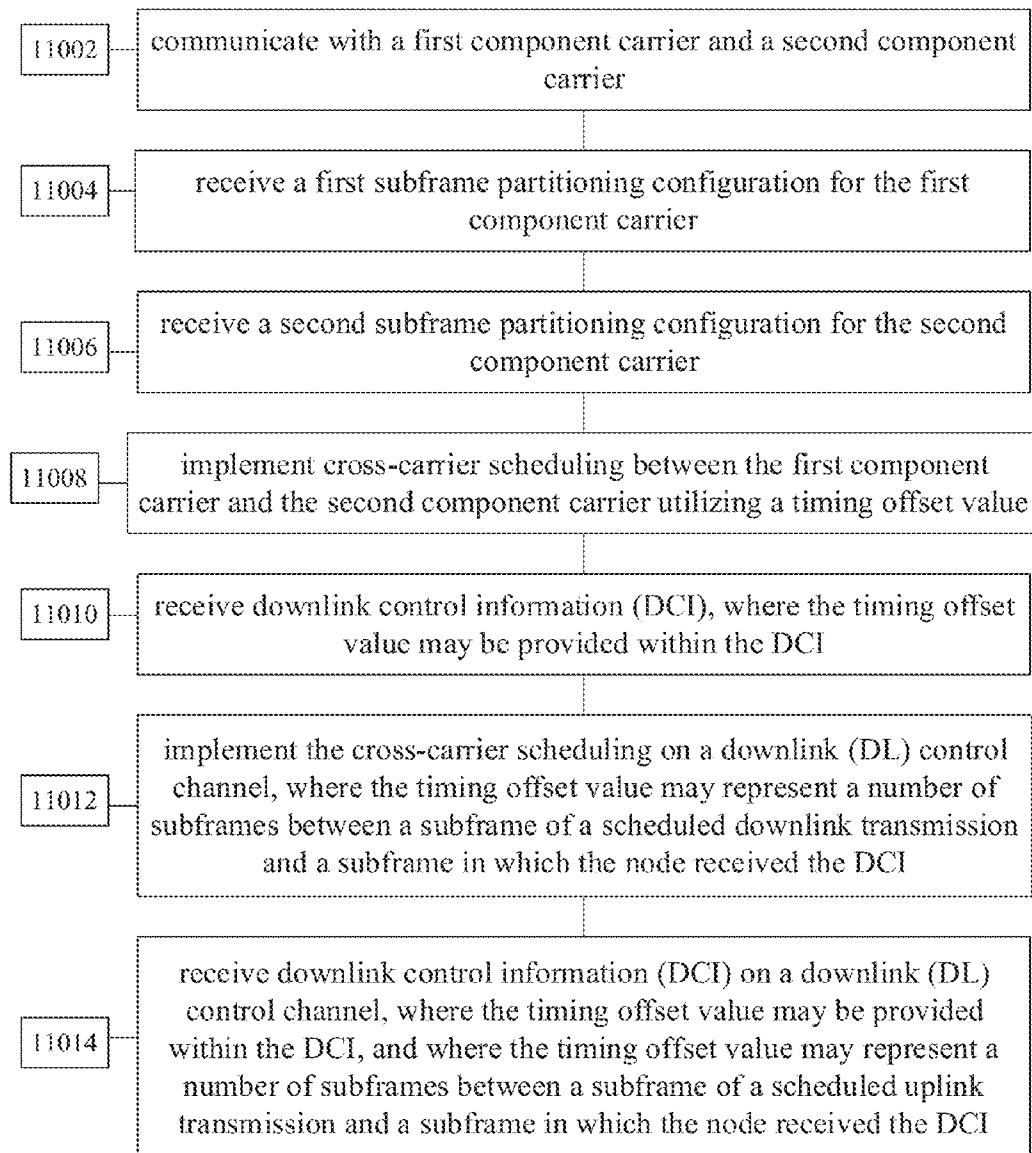 11002
communicate with a first component carrier and a second component
carrier
11004
receive a first subframe partitioning configuration for the first
component carrier
11006
receive a second subframe partitioning configuration for the second
component carrier
11008
implement cross-carrier scheduling between the first component
carrier and the second component carrier utilizing a timing offset value
11010
receive downlink control information (DCI), where the timing offset
value may be provided within the DCI
11012
implement the cross-carrier scheduling on a downlink (DL) control
channel, where the timing offset value may represent a number of
subframes between a subframe of a scheduled downlink transmission
and a subframe in which the node received the DCI
11014
receive downlink control information (DCI) on a downlink (DL)
control channel, where the timing offset value may be provided
within the DCI, and where the timing offset value may represent a
number of subframes between a subframe of a scheduled uplink
transmission and a subframe in which the node received the DCI